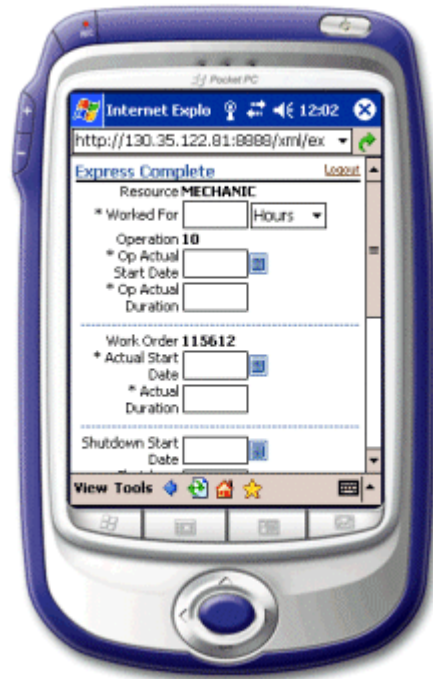 Pocket PC
Internet Explo 12:02
http://130.35.122.81:8888/xml/ex
Express Complete Logout
Resource MECHANIC
* Worked For Hours
Operation 10
* Op Actual
Start Date
* Op Actual
Duration
Work Order 115612
* Actual Start
Date
* Actual
Duration
Shutdown Start
Date
View Tools